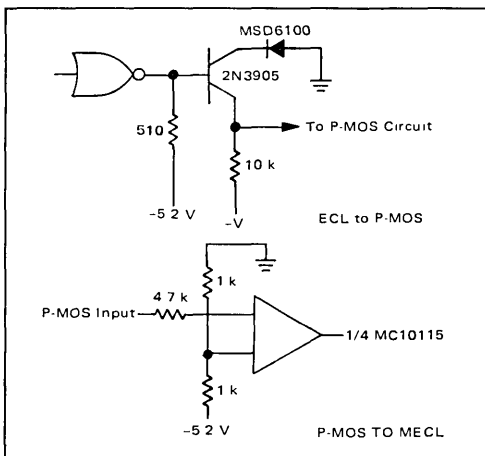 MSD6100
2N3905
To P-MOS Circuit
510
10 k
-5 2 V
-V
ECL to P-MOS
1 k
4 7 k
P-MOS Input
1/4 MC10115
1 k
-5 2 V
P-MOS TO MECL